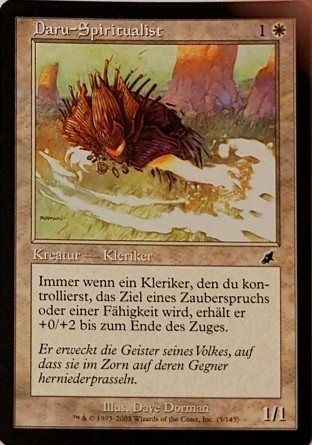 Daru-Spiritualist 1
Kreatur — Kleriker
Immer wenn ein Kleriker, den du kon-
trollierst, das Ziel eines Zauberspruchs
oder einer Fähigkeit wird, erhält er
+0/+2 bis zum Ende des Zuges.
Er erweckt die Geister seines Volkes, auf
dass sie im Zorn auf deren Gegner
herniederprasseln.
Illus. Dave Dorman
™ & © 1993-2003 Wizards of the Coast, Inc. (5/143)
1/1